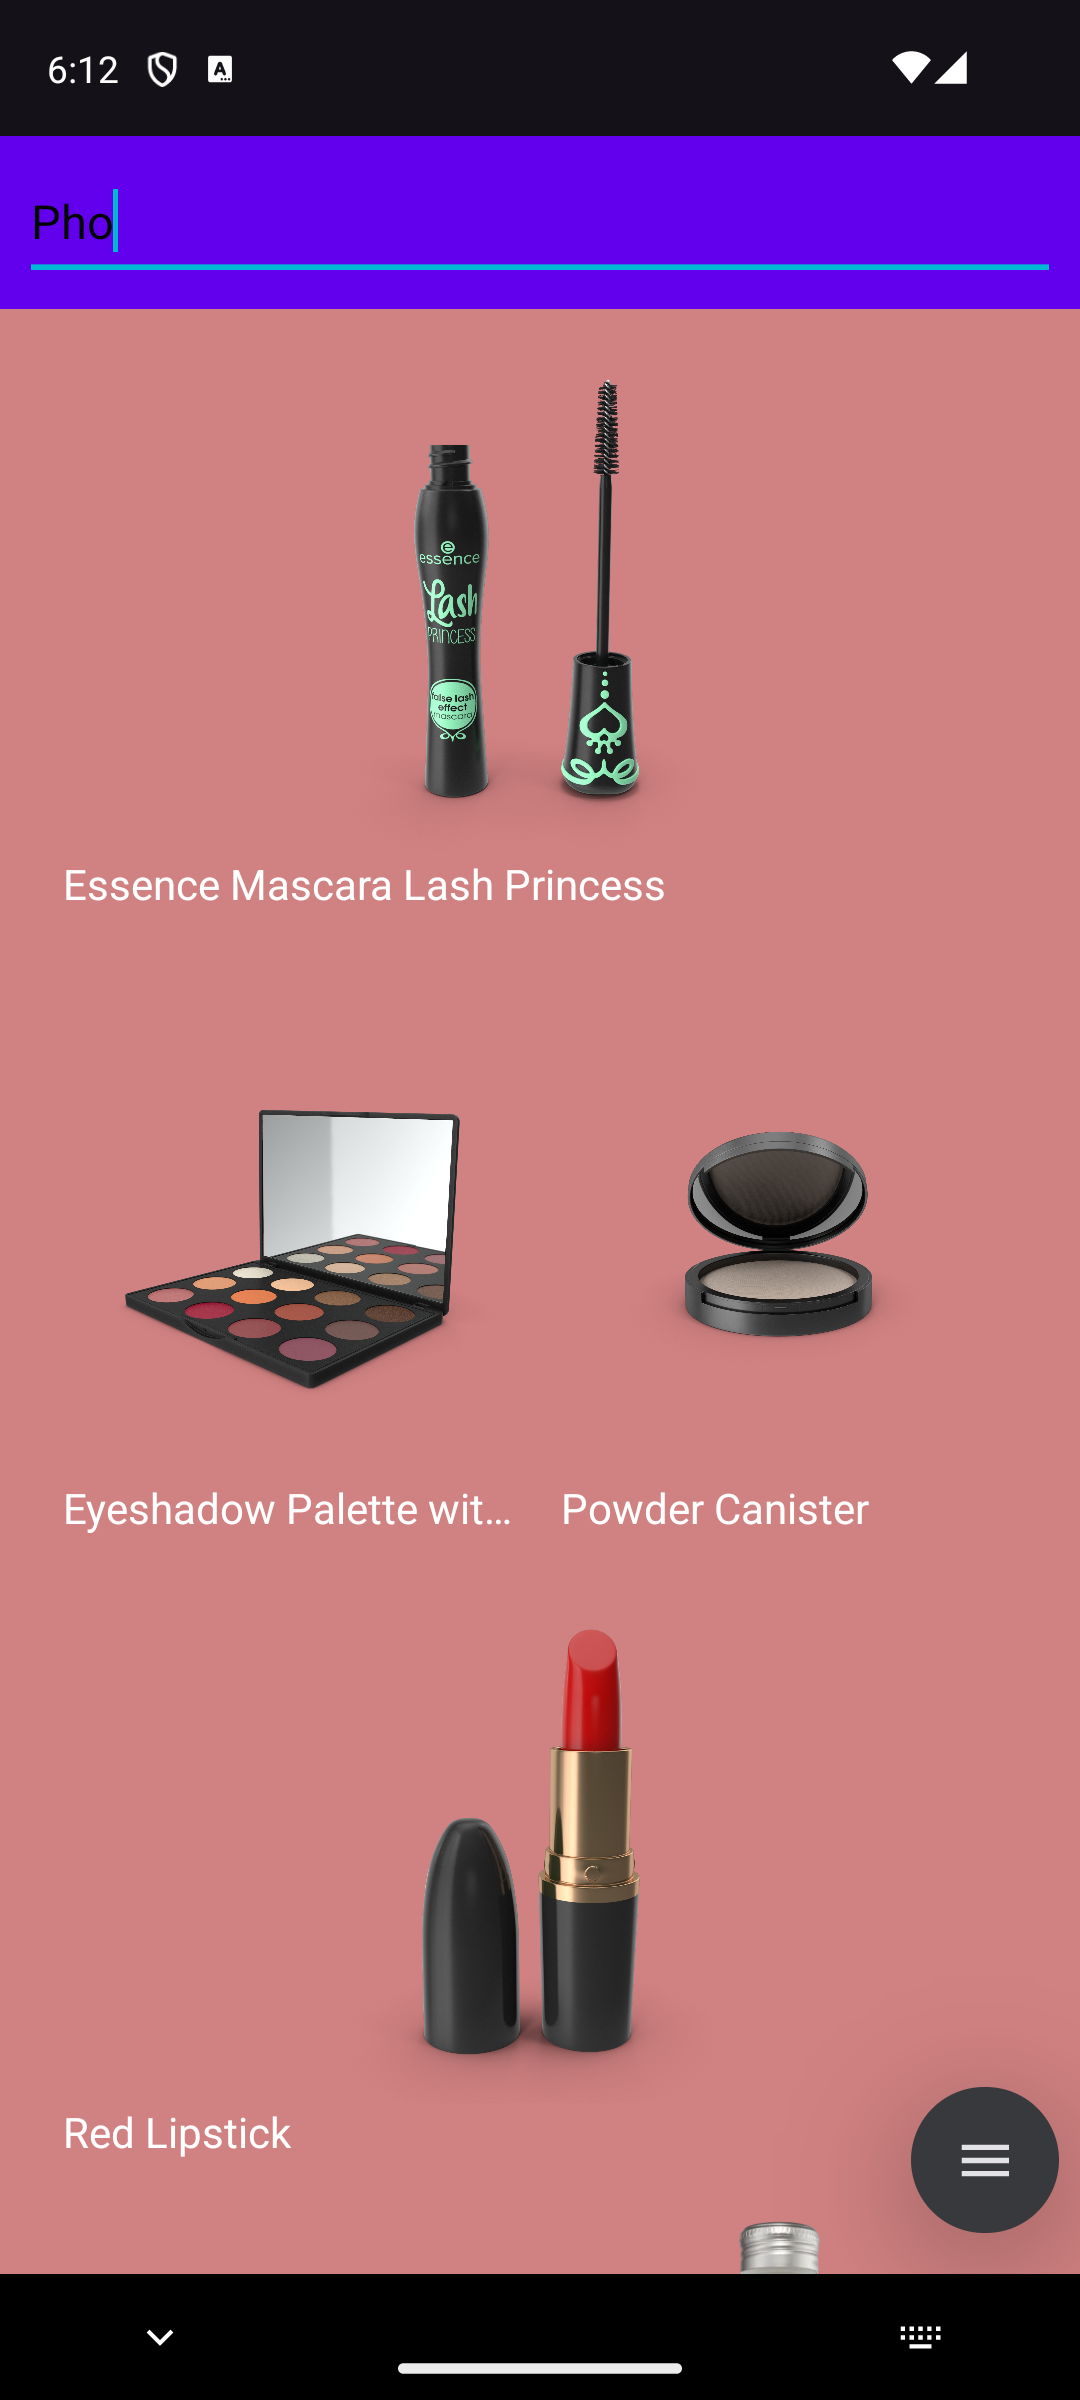 6:12
A
Pho
essence
Lash
PRINCESS
false lash
effect
mascara
Essence Mascara Lash Princess
Eyeshadow Palette wit...
Powder Canister
Red Lipstick